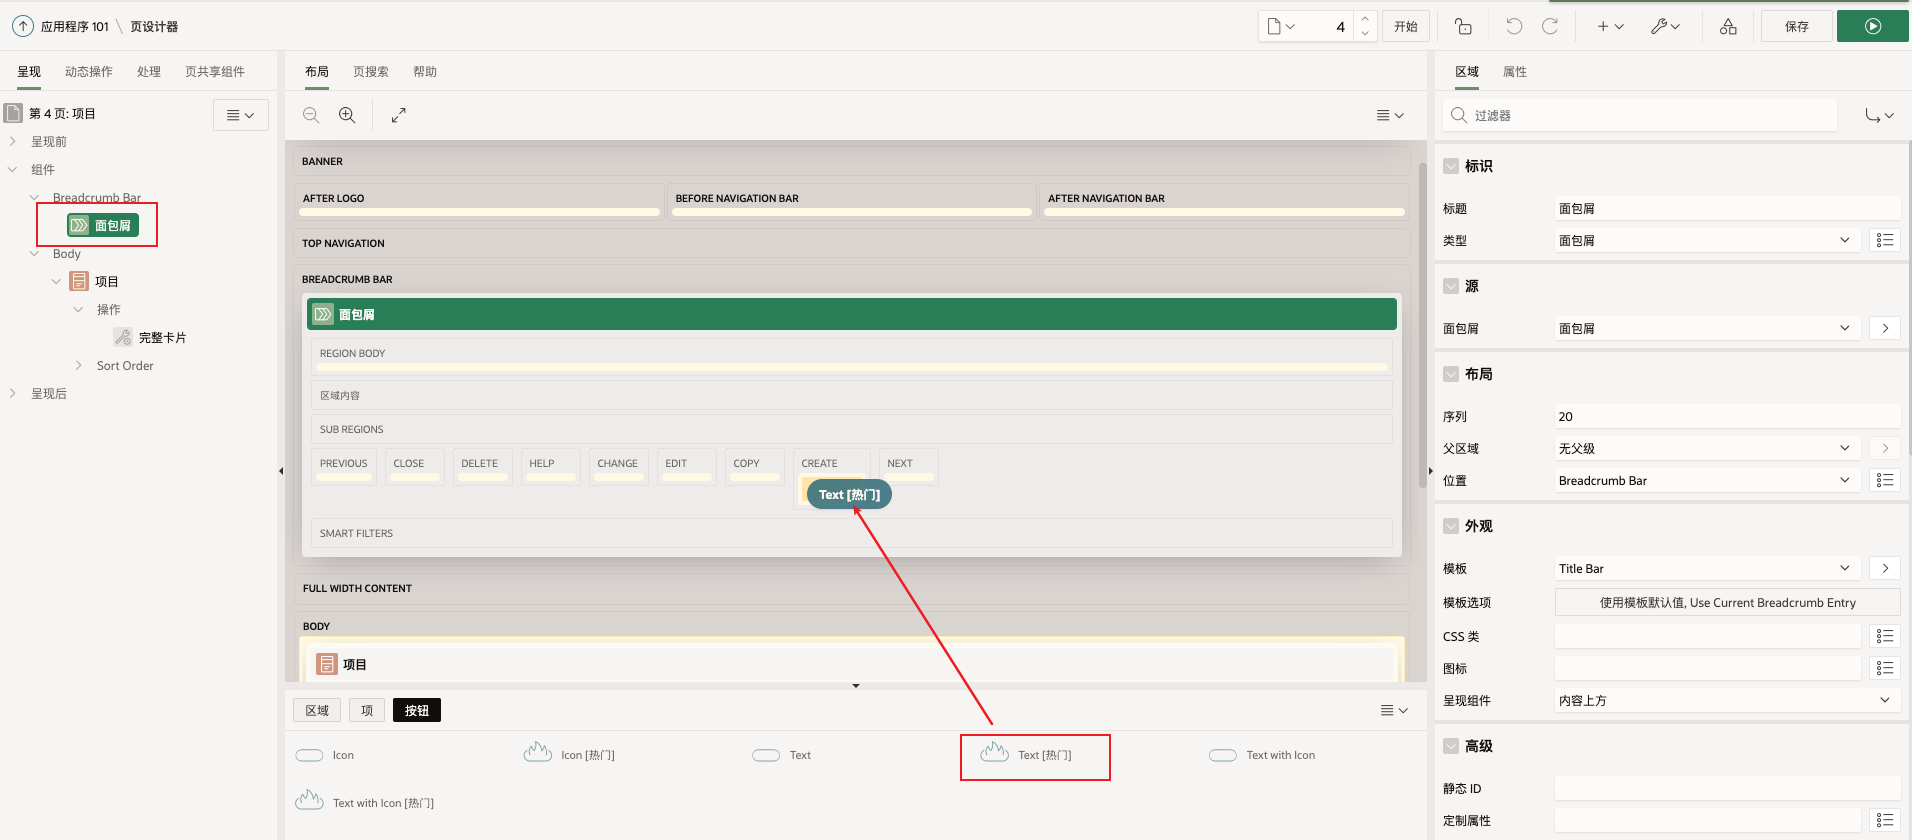 应用程序 101 \ 页设计器
4
开始
保存
呈现 动态操作 处理 页共享组件
第 4 页: 项目
呈现前
组件
Breadcrumb Bar
面包屑
Body
项目
操作
完整卡片
Sort Order
呈现后
布局 页搜索 帮助
BANNER
AFTER LOGO BEFORE NAVIGATION BAR AFTER NAVIGATION BAR
TOP NAVIGATION
BREADCRUMB BAR
面包屑
REGION BODY
区域内容
SUB REGIONS
PREVIOUS CLOSE DELETE HELP CHANGE EDIT COPY CREATE NEXT
Text [热门]
SMART FILTERS
FULL WIDTH CONTENT
BODY
项目
区域 项 按钮
Icon Icon [热门] Text Text [热门] Text with Icon
Text with Icon [热门]
区域 属性
过滤器
标识
标题 面包屑
类型 面包屑
源
面包屑 面包屑
布局
序列 20
父区域 无父级
位置 Breadcrumb Bar
外观
模板 Title Bar
模板选项 使用模板默认值, Use Current Breadcrumb Entry
CSS 类
图标
呈现组件 内容上方
高级
静态 ID
定制属性